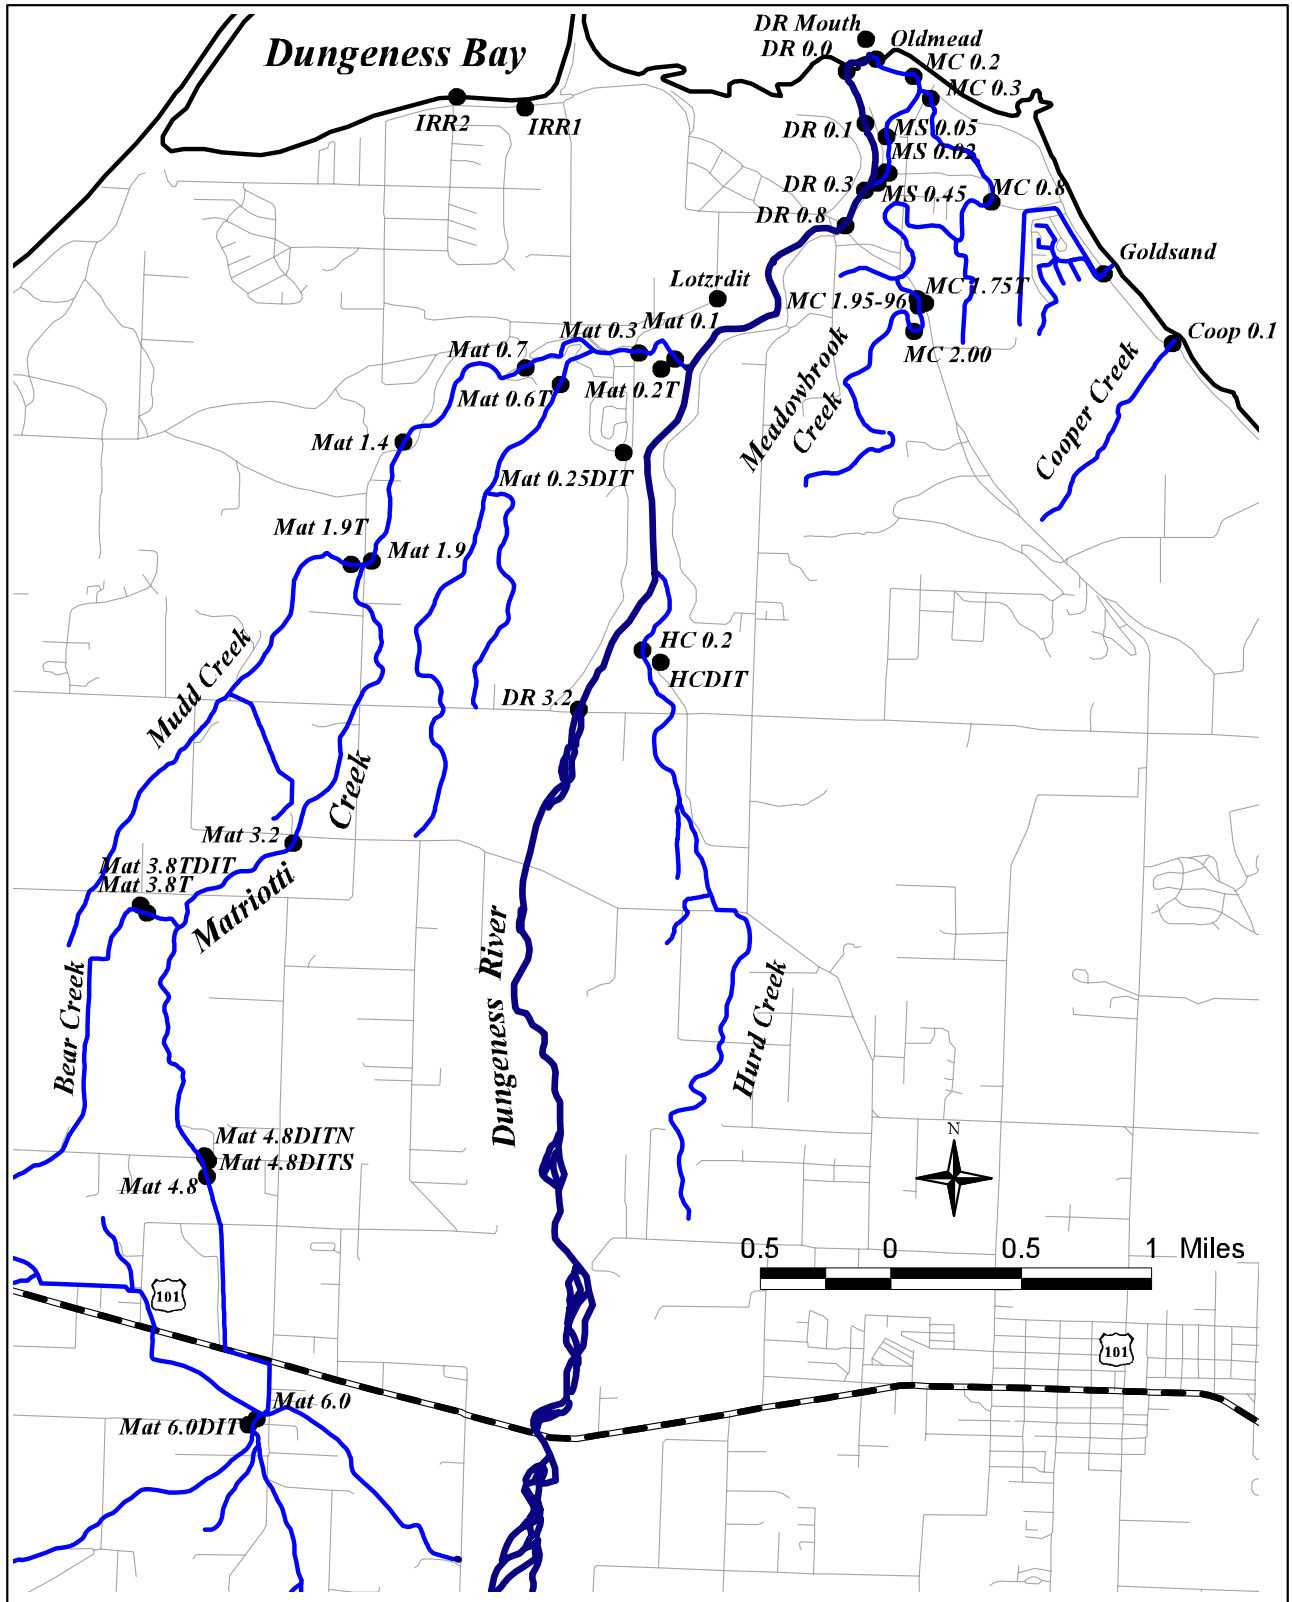 DR Mouth
Dungeness Bay
DR 0.0
Oldmead
MC 0.2
MC 0.3
IRR2
IRR1
DR 0.1
MS 0.05
MS 0.02
DR 0.3
MS 0.45
MC 0.8
DR 0.8
Goldsand
Lotzrdit
MC 1.95-96
MC 1.75T
Mat 0.3
Mat 0.1
Coop 0.1
Mat 0.7
MC 2.00
Mat 0.6T
Mat 0.2T
Meadowbrook
Creek
Cooper Creek
Mat 1.4
Mat 0.25DIT
Mat 1.9T
Mat 1.9
HC 0.2
HCDIT
Mudd Creek
DR 3.2
Creek
Mat 3.2
Mat 3.8TDIT
Mat 3.8T
Matriotti
Dungeness River
Bear Creek
Hurd Creek
Mat 4.8DITN
N
Mat 4.8DITS
Mat 4.8
0.5 0 0.5 1 Miles
101
101
Mat 6.0
Mat 6.0DIT